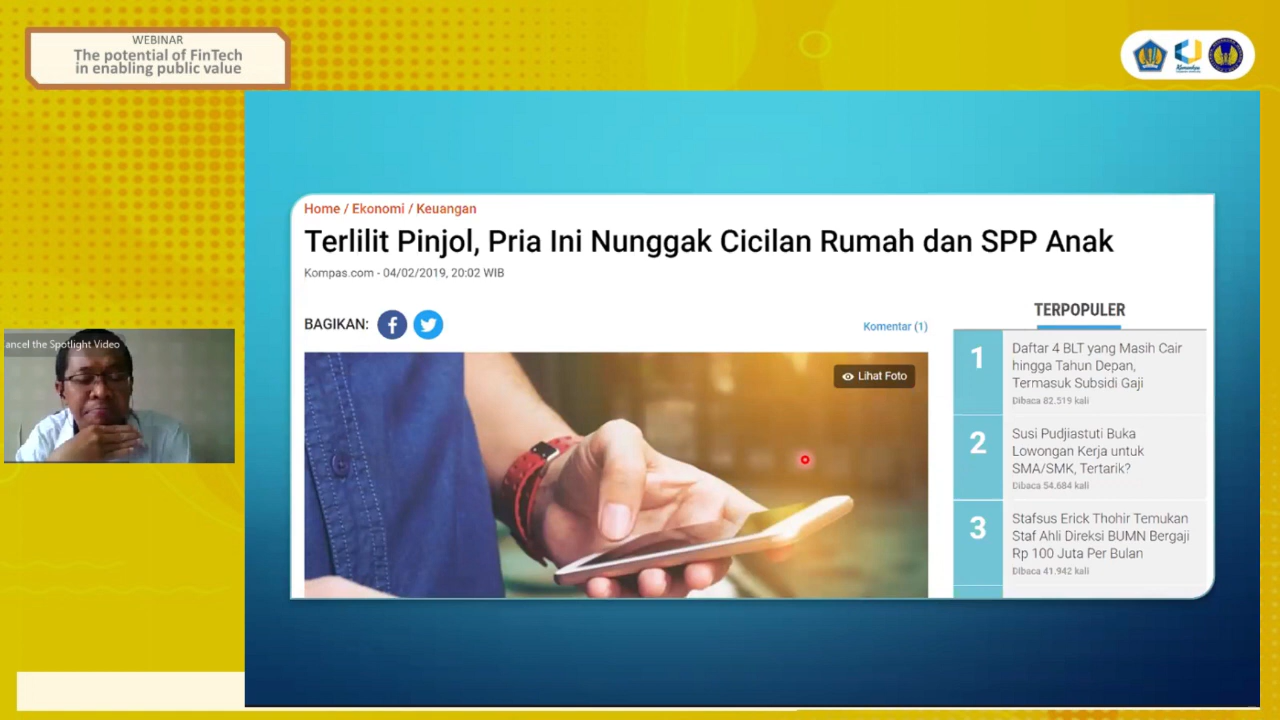 WEBINAR
The potential of FinTech
in enabling public value
ancel the Spotlight Video
Home / Ekonomi / Keuangan
Terlilit Pinjol, Pria Ini Nunggak Cicilan Rumah dan SPP Anak
Kompas.com - 04/02/2019, 20:02 WIB
BAGIKAN:
Komentar (1)
Lihat Foto
TERPOPULER
1
Daftar 4 BLT yang Masih Cair
hingga Tahun Depan,
Termasuk Subsidi Gaji
Dibaca 82.519 kali
2
Susi Pudjiastuti Buka
Lowongan Kerja untuk
SMA/SMK, Tertarik?
Dibaca 54.684 kali
3
Stafsus Erick Thohir Temukan
Staf Ahli Direksi BUMN Bergaji
Rp 100 Juta Per Bulan
Dibaca 41.942 kali